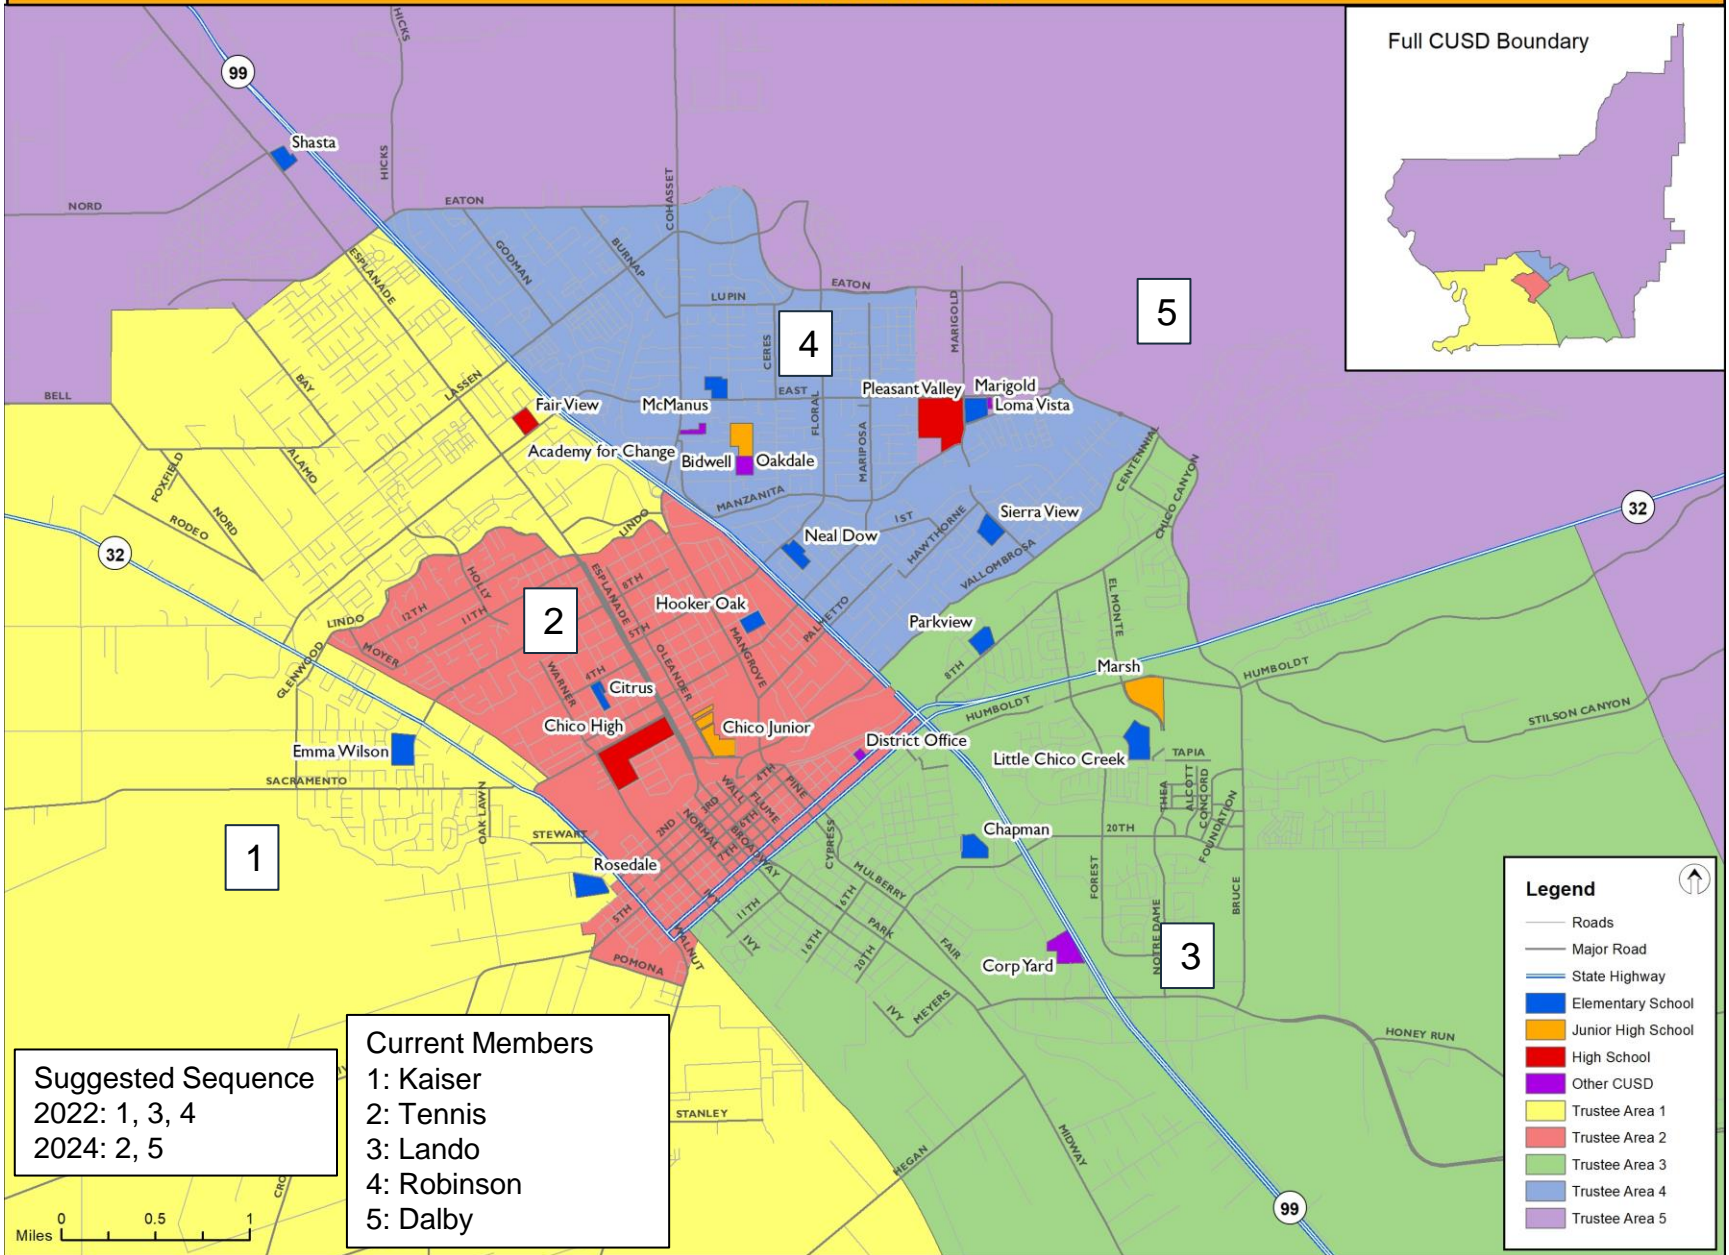 Full CUSD Boundary
HICKS
99
Shasta
HICKS
COHASSET
NORD
EATON
ESPLANADE
GODMAN
BURNAP
EATON
LUPIN
MARIGOLD
5
4
CERES
BAY
LASSEN
BELL
EAST
FLORAL
Pleasant Valley
Marigold
Loma Vista
Fair View
McManus
MARIPOSA
Academy for Change
Bidwell
Oakdale
CENTENNIAL
CHICO CANYON
ALAMO
FOXFIELD
NORD
RODEO
MANZANITA
LINDO
1ST
HAWTHORNE
Sierra View
32
32
Neal Dow
VALLOMBROSA
HOLLY
ESPLANADE
8TH
12TH
11TH
2
Hooker Oak
5TH
PALMETTO
EL MONTE
Parkview
LINDO
MOYER
GLENWOOD
OLEANDER
MANGROVE
WARNER
4TH
Citrus
8TH
Marsh
HUMBOLDT
HUMBOLDT
STILSON CANYON
Chico High
Chico Junior
District Office
Emma Wilson
Little Chico Creek
TAPIA
SACRAMENTO
OAK LAWN
4TH
PINE
WALL
FLUME
3RD
2ND
NORMAL
6TH
7TH
BROADWAY
THEA
ALCOTT
CONCORD
FOUNDATION
STEWART
CYPRESS
Chapman
20TH
1
Rosedale
MULBERRY
FOREST
BRUCE
5TH
IVY
11TH
16TH
PARK
FAIR
NOTRE DAME
IVY
16TH
20TH
WALNUT
POMONA
Corp Yard
3
IVY
MEYERS
HONEY RUN
STANLEY
MIDWAY
HEGAN
CRO
99
Suggested Sequence
2022: 1, 3, 4
2024: 2, 5
Current Members
1: Kaiser
2: Tennis
3: Lando
4: Robinson
5: Dalby
Miles
0 0.5 1
Legend
Roads
Major Road
State Highway
Elementary School
Junior High School
High School
Other CUSD
Trustee Area 1
Trustee Area 2
Trustee Area 3
Trustee Area 4
Trustee Area 5